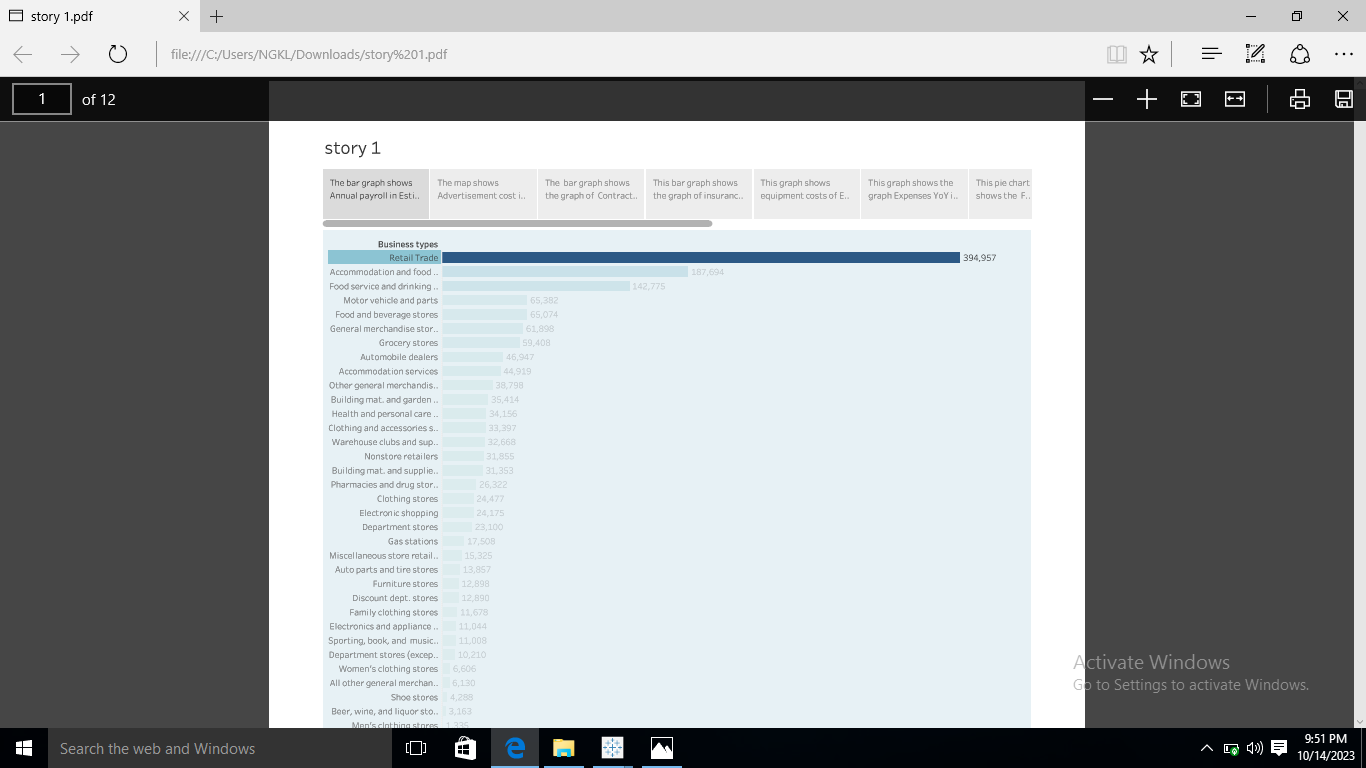 story 1.pdf
file:///C:/Users/NGKL/Downloads/story%201.pdf
1 of 12
story 1
The bar graph shows
Annual payroll in Esti..
The map shows
Advertisement cost i..
The bar graph shows
the graph of Contract..
This bar graph shows
the graph of insuranc..
This graph shows
equipment costs of E..
This graph shows the
graph Expenses YoY i..
This pie chart
shows the F..
Business types
Retail Trade 394,957
Accommodation and food .. 187,694
Food service and drinking .. 142,775
Motor vehicle and parts 65,382
Food and beverage stores 65,074
General merchandise stor.. 61,898
Grocery stores 59,408
Automobile dealers 46,947
Accommodation services 44,919
Other general merchandis.. 38,798
Building mat. and garden .. 35,414
Health and personal care .. 34,156
Clothing and accessories s.. 33,397
Warehouse clubs and sup.. 32,668
Nonstore retailers 31,855
Building mat. and supplie.. 31,353
Pharmacies and drug stor.. 26,322
Clothing stores 24,477
Electronic shopping 24,175
Department stores 23,100
Gas stations 17,509
Miscellaneous store retail.. 15,325
Auto parts and tire stores 13,857
Furniture stores 12,898
Discount dept. stores 12,890
Family clothing stores 11,678
Electronics and appliance .. 11,044
Sporting, book, and music.. 11,008
Department stores (excep.. 10,210
Women's clothing stores 6,606
All other general merchan.. 6,130
Shoe stores 4,288
Beer, wine, and liquor sto.. 3,163
Men's clothing stores 1,335
Activate Windows
Go to Settings to activate Windows.
Search the web and Windows
9:51 PM
10/14/2023